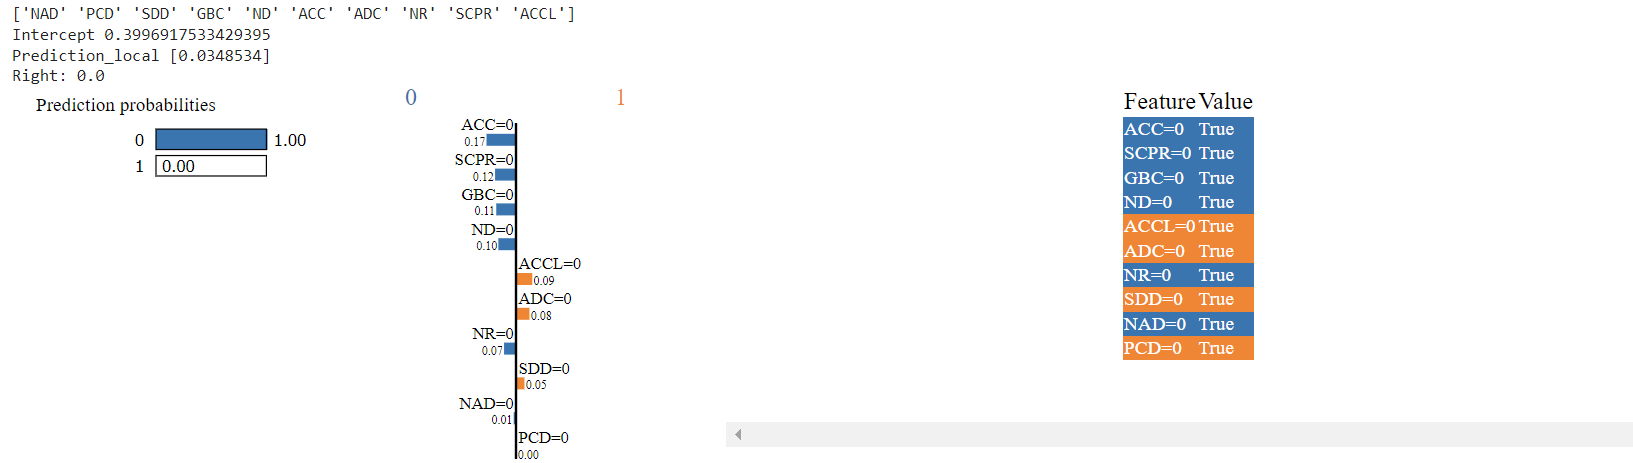 ['NAD' 'PCD' 'SDD' 'GBC' 'ND' 'ACC' 'ADC' 'NR' 'SCPR' 'ACCL']
Intercept 0.3996917533429395
Prediction_local [0.0348534]
Right: 0.0
Prediction probabilities
0 1.00
1 0.00
0 1
ACC=0
0.17
SCPR=0
0.12
GBC=0
0.11
ND=0
0.10
ACCL=0
0.09
ADC=0
0.08
NR=0
0.07
SDD=0
0.05
NAD=0
0.01
PCD=0
0.00
Feature Value
ACC=0 True
SCPR=0 True
GBC=0 True
ND=0 True
ACCL=0 True
ADC=0 True
NR=0 True
SDD=0 True
NAD=0 True
PCD=0 True